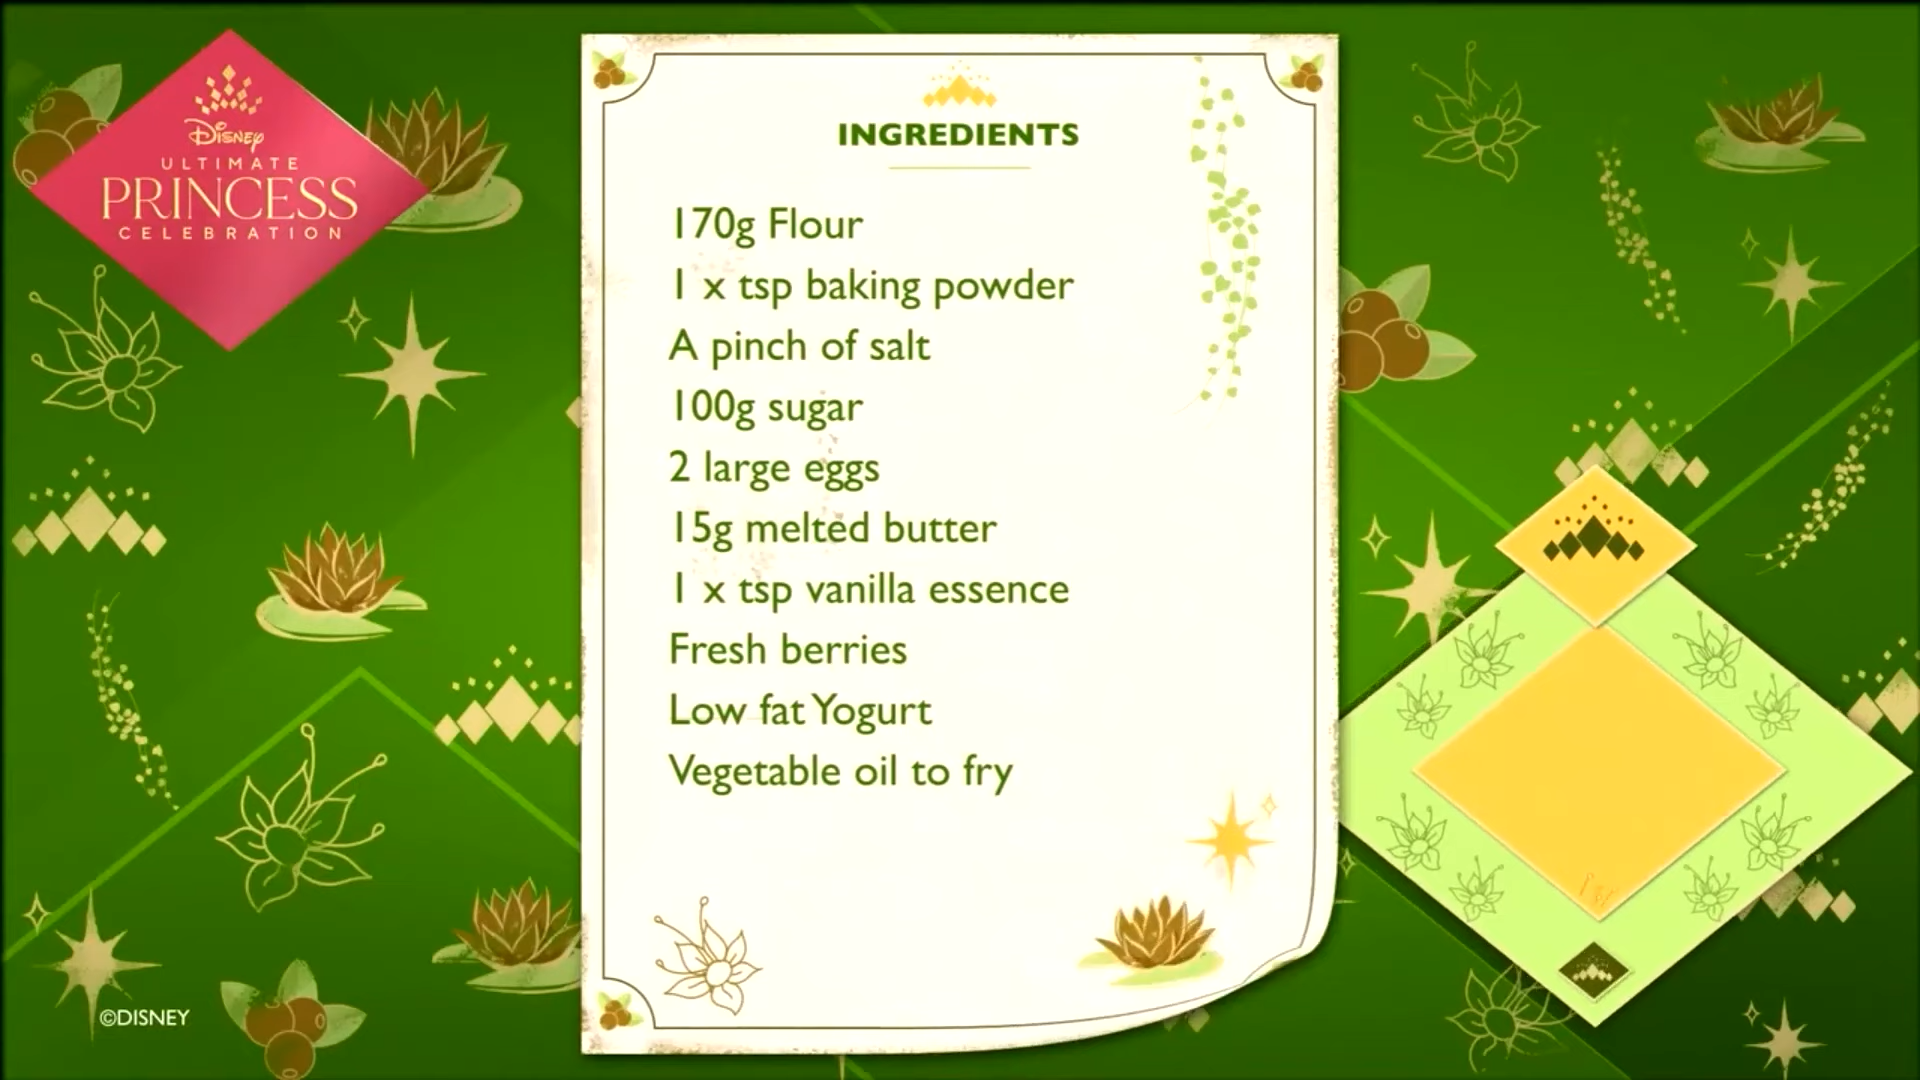 Disney
ULTIMATE
PRINCESS
CELEBRATION
INGREDIENTS
170g Flour
1 x tsp baking powder
A pinch of salt
100g sugar
2 large eggs
15g melted butter
1 x tsp vanilla essence
Fresh berries
Low fat Yogurt
Vegetable oil to fry
©DISNEY